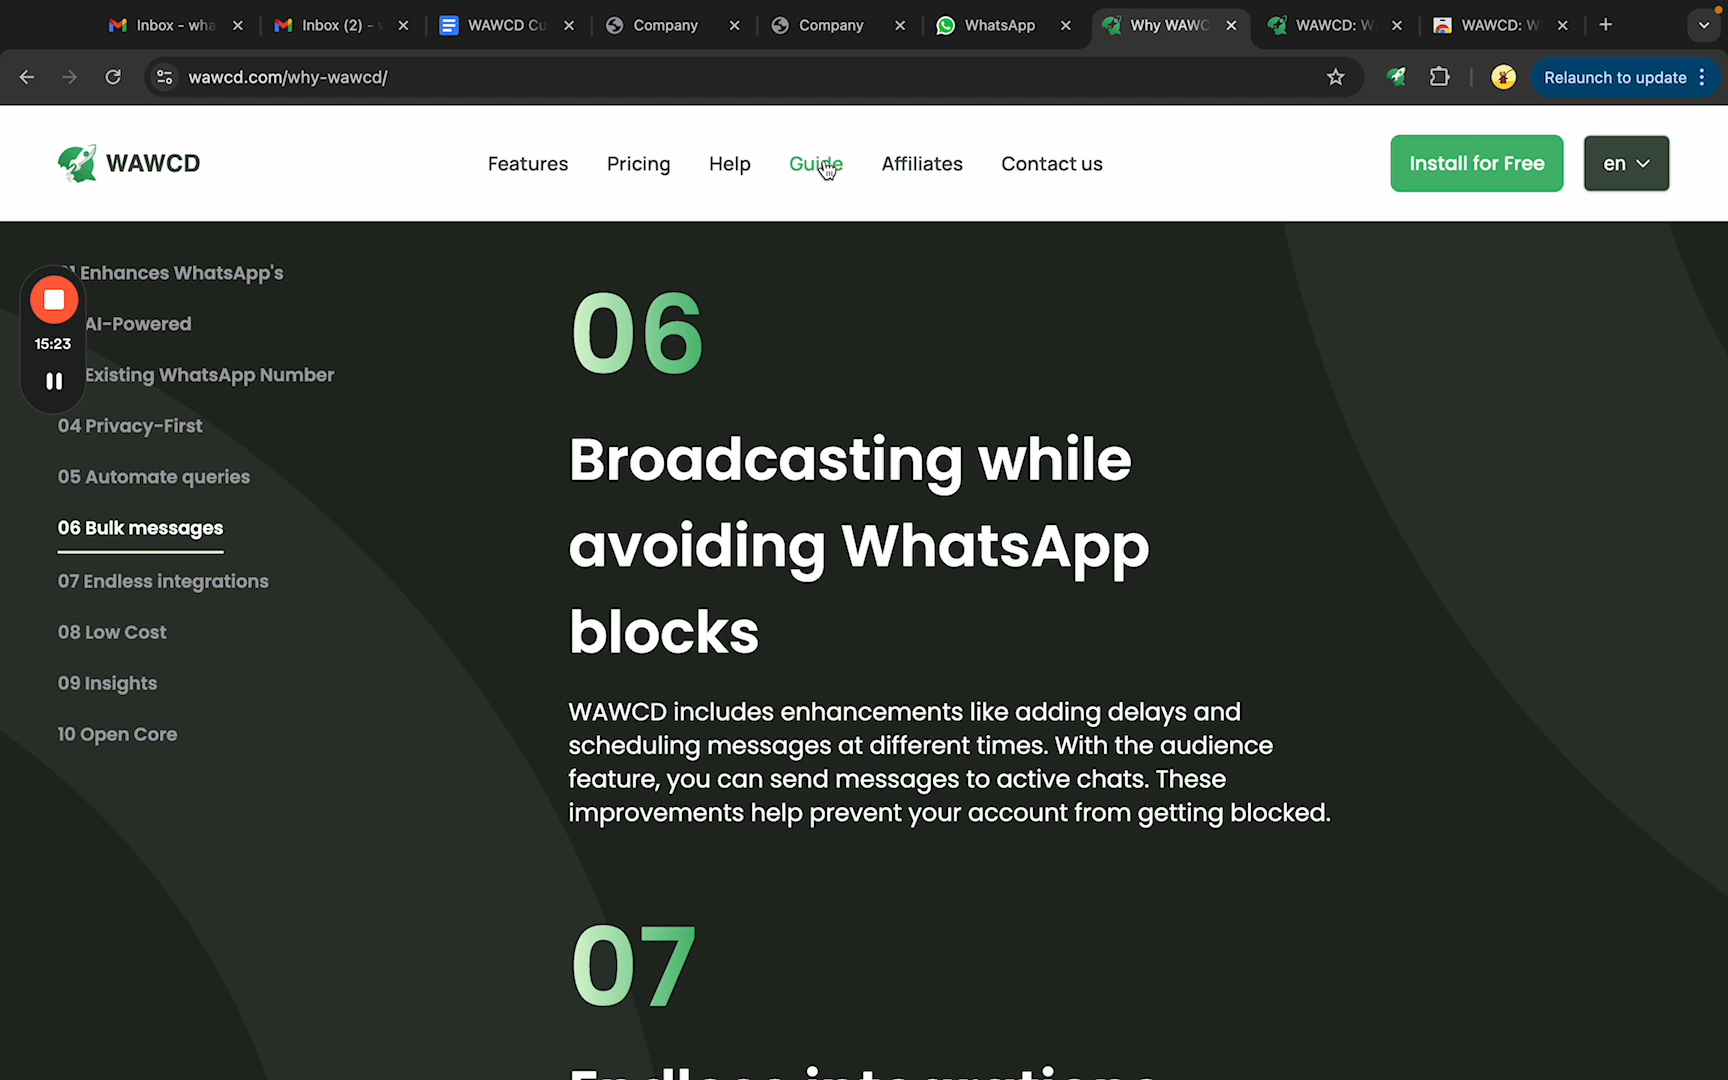 Inbox - wha
Inbox (2) -
WAWCD Cu
Company
Company
WhatsApp
Why WAWC
WAWCD: W
WAWCD: W
wawcd.com/why-wawcd/
Relaunch to update
WAWCD
Features
Pricing
Help
Guide
Affiliates
Contact us
Install for Free
en
Enhances WhatsApp's
AI-Powered
Existing WhatsApp Number
04 Privacy-First
05 Automate queries
06 Bulk messages
07 Endless integrations
08 Low Cost
09 Insights
10 Open Core
15:23
06
Broadcasting while
avoiding WhatsApp
blocks
WAWCD includes enhancements like adding delays and
scheduling messages at different times. With the audience
feature, you can send messages to active chats. These
improvements help prevent your account from getting blocked.
07
Endless integrations